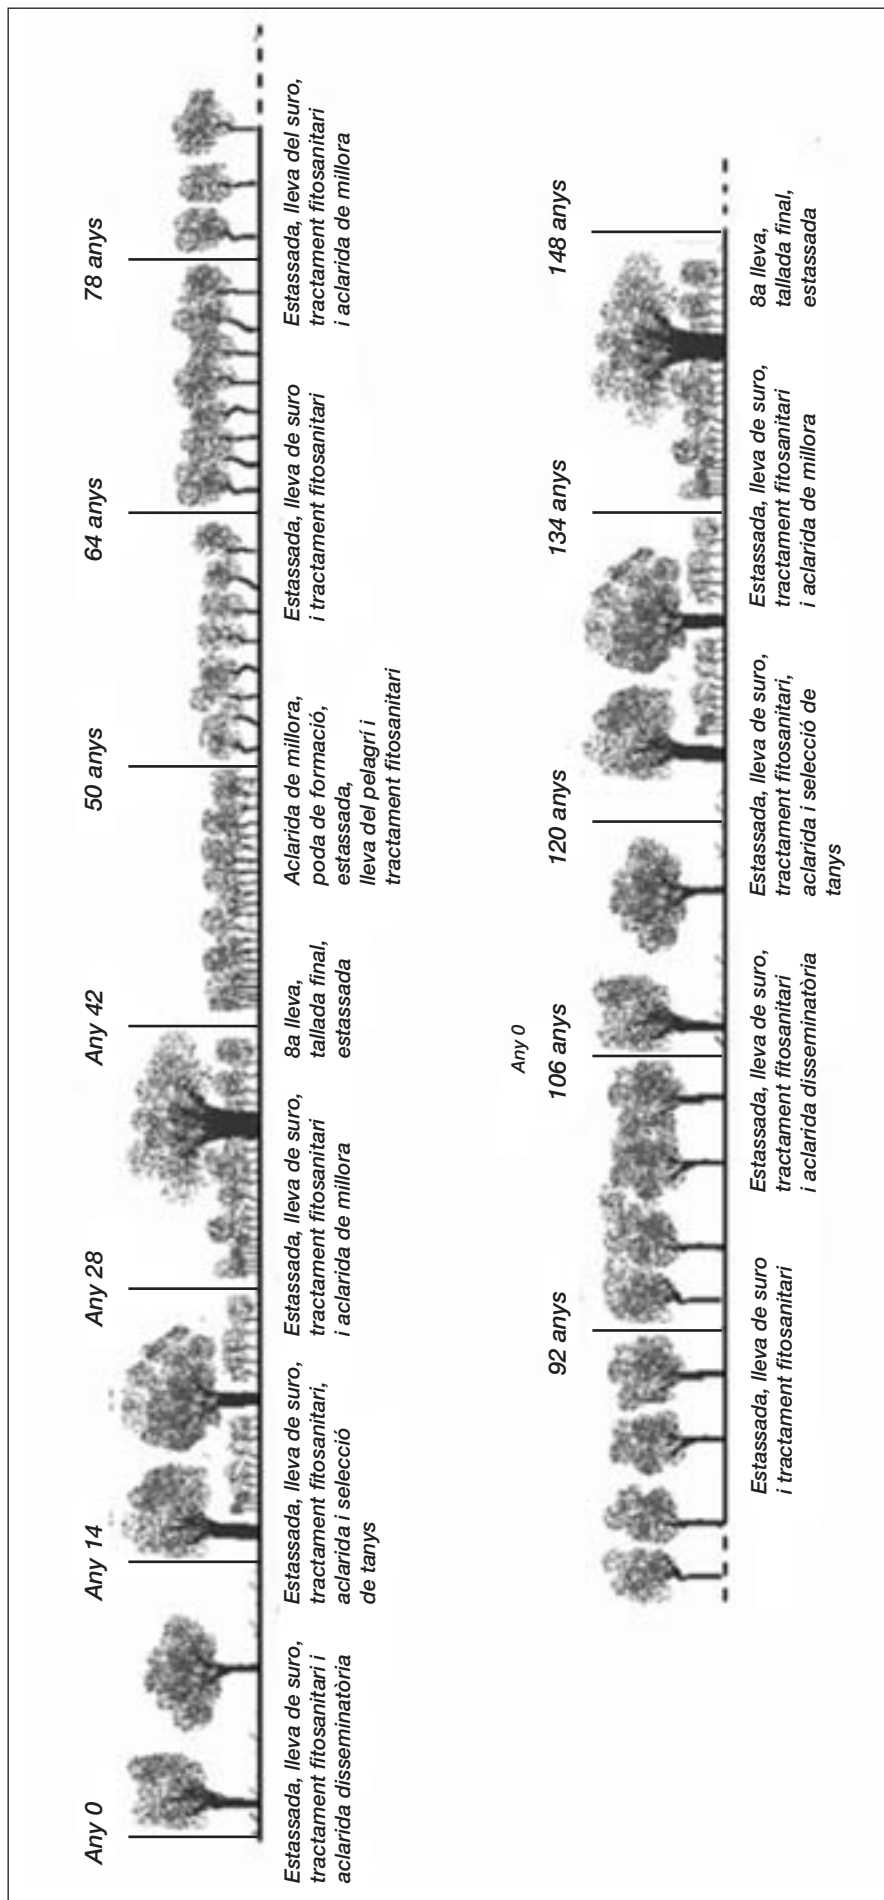 Any 0
Any 14
Any 28
Any 42
50 anys
64 anys
78 anys
Estassada, lleva de suro,
tractament fitosanitari i
aclarida disseminatòria
Estassada, lleva de suro,
tractament fitosanitari,
aclarida i selecció
de tanys
Estassada, lleva de suro,
tractament fitosanitari
i aclarida de millora
8a lleva,
tallada final,
estassada
Aclarida de millora,
poda de formació,
estassada,
lleva del pelagrí i
tractament fitosanitari
Estassada, lleva de suro
i tractament fitosanitari
Estassada, lleva del suro,
tractament fitosanitari
i aclarida de millora
Any 0
92 anys
106 anys
120 anys
134 anys
148 anys
Estassada, lleva de suro
i tractament fitosanitari
Estassada, lleva de suro,
tractament fitosanitari
i aclarida disseminatòria
Estassada, lleva de suro,
tractament fitosanitari,
aclarida i selecció de
tanys
Estassada, lleva de suro,
tractament fitosanitari
i aclarida de millora
8a lleva,
tallada final,
estassada